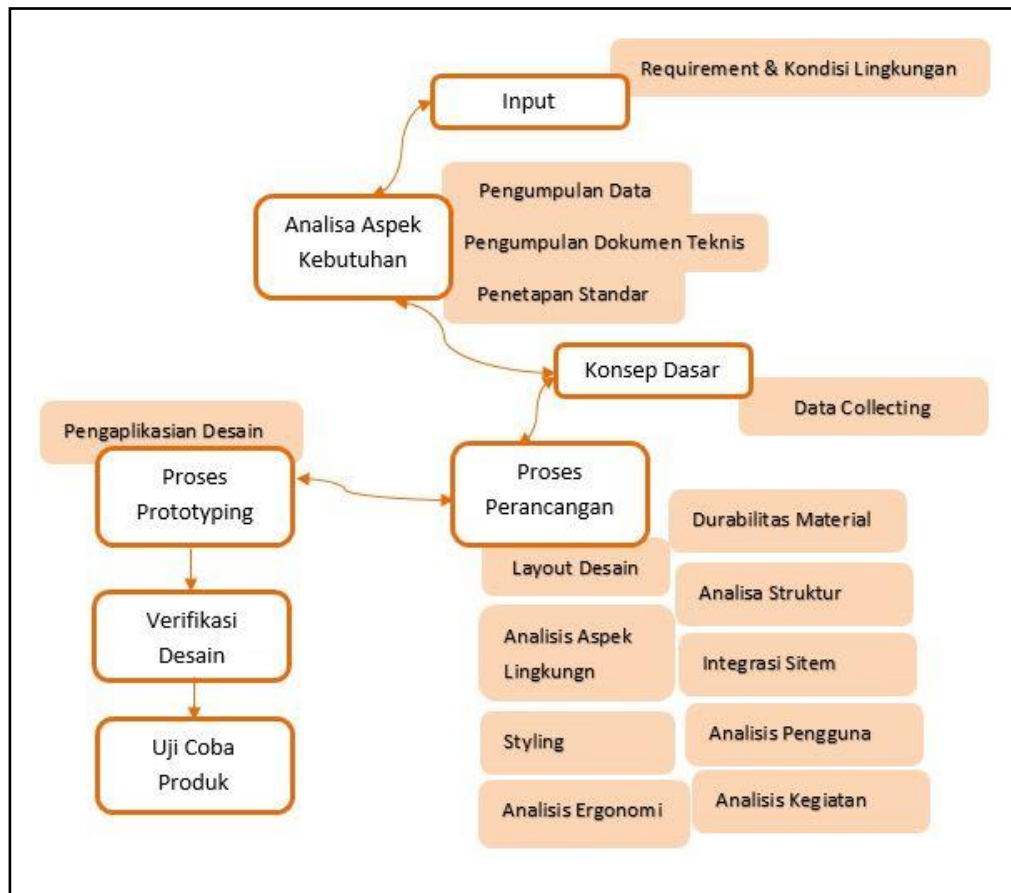 Requirement & Kondisi Lingkungan
Input
Analisa Aspek
Kebutuhan
Pengumpulan Data
Pengumpulan Dokumen Teknis
Penetapan Standar
Konsep Dasar
Data Collecting
Pengaplikasian Desain
Proses
Prototyping
Proses
Perancangan
Durabilitas Material
Layout Desain
Analisa Struktur
Verifikasi
Desain
Analisis Aspek
Lingkungn
Integrasi Sitem
Uji Coba
Produk
Styling
Analisis Pengguna
Analisis Ergonomi
Analisis Kegiatan